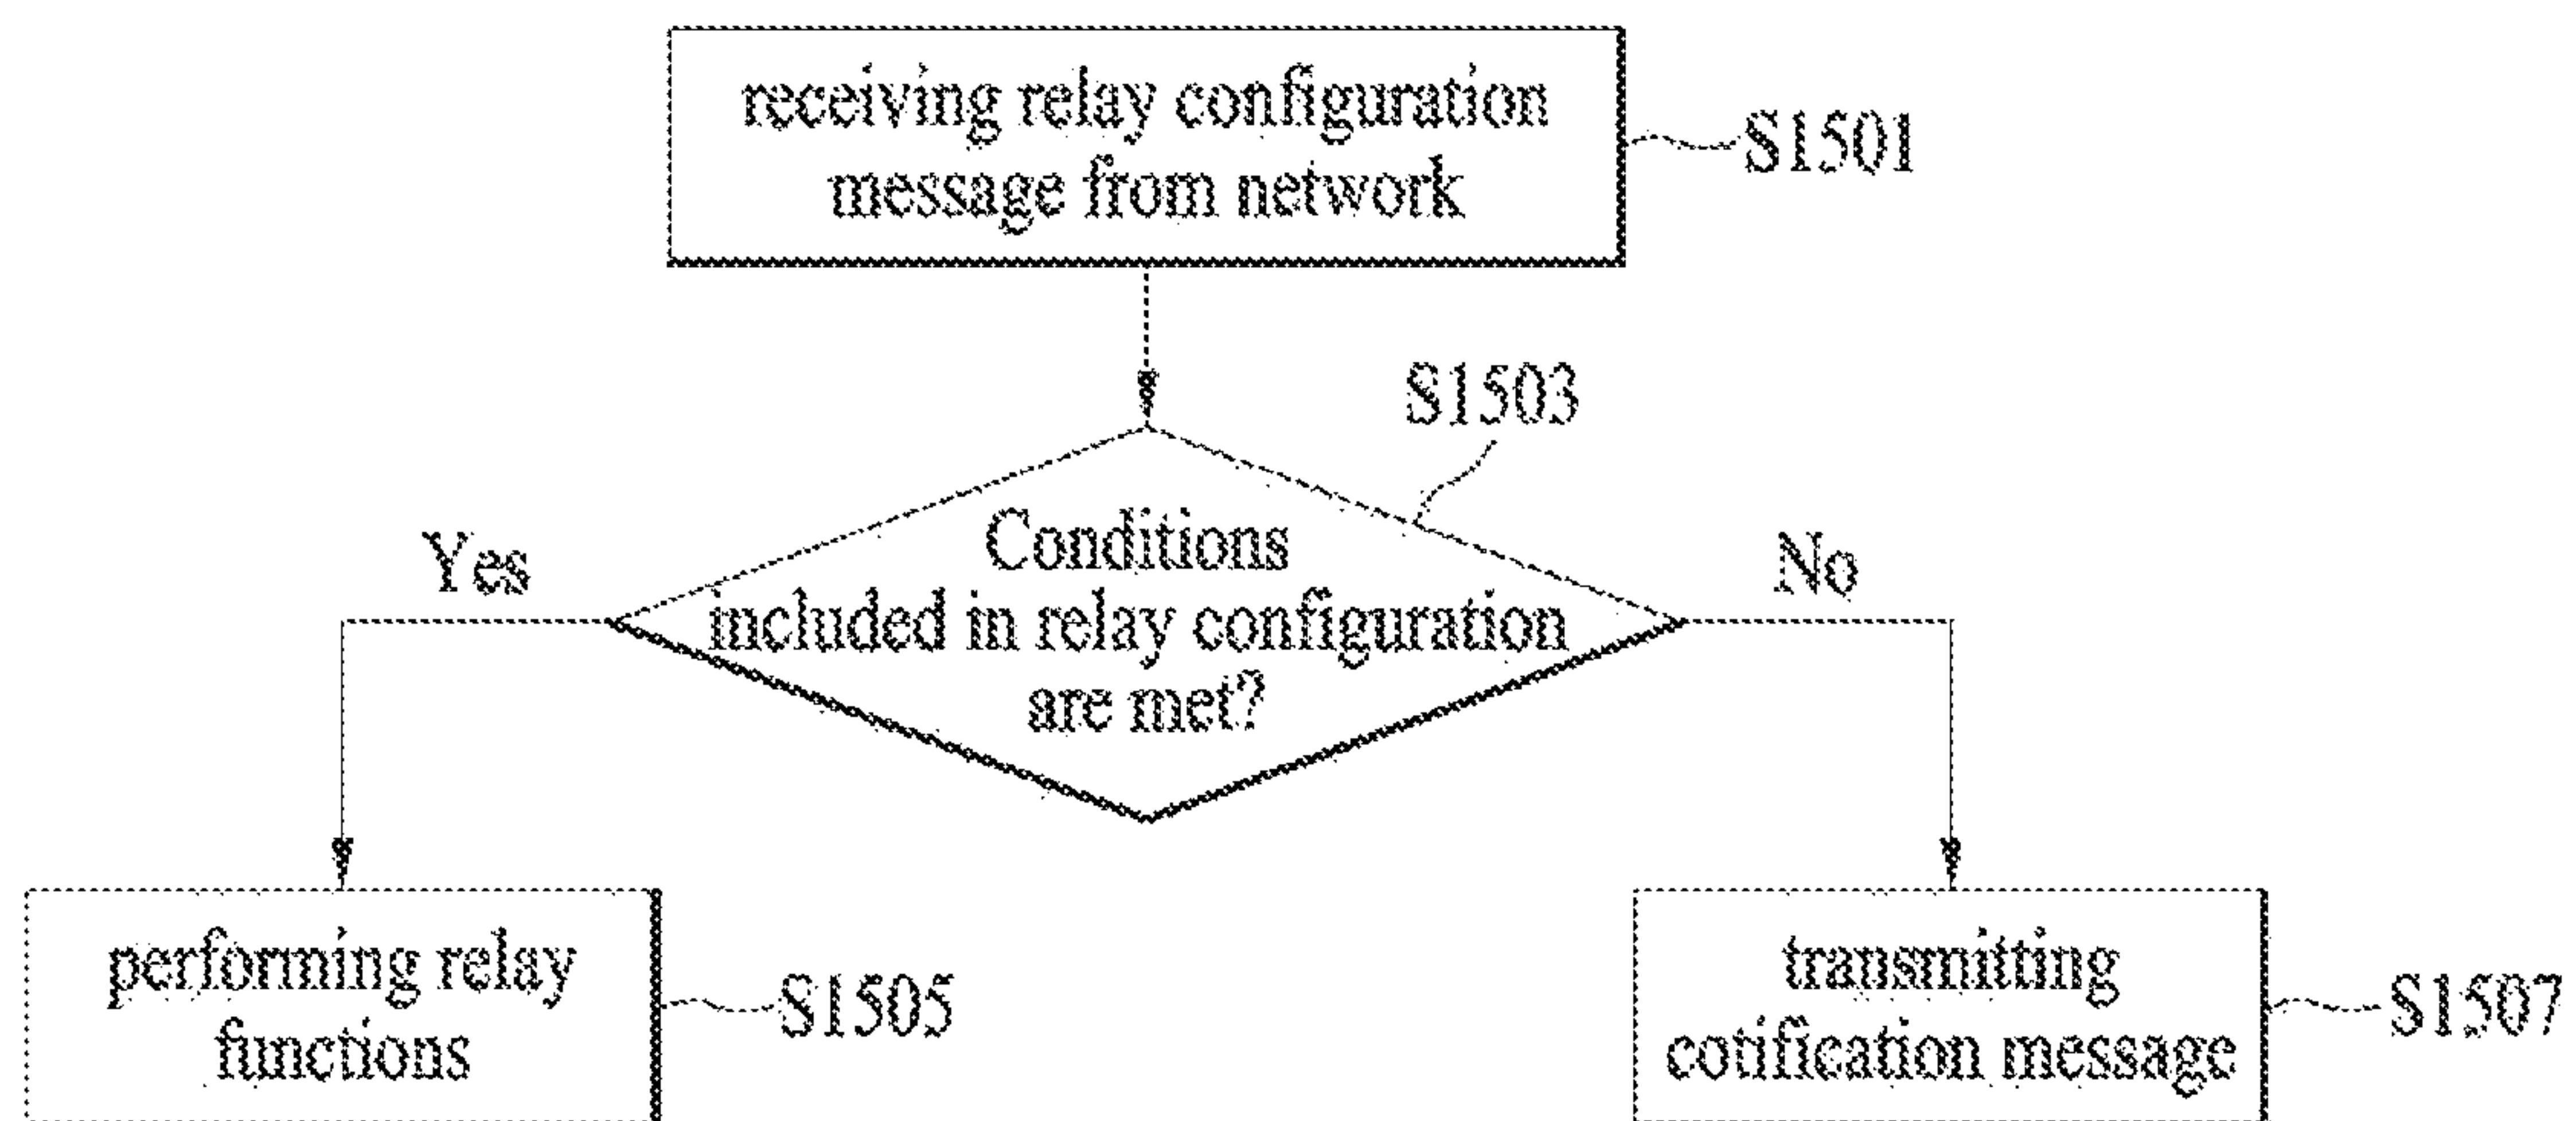 receiving relay configuration
message from network
S1501
S1503
Conditions
included in relay configuration
are met?
Yes
No
performing relay
functions
S1505
transmitting
cotification message
S1507